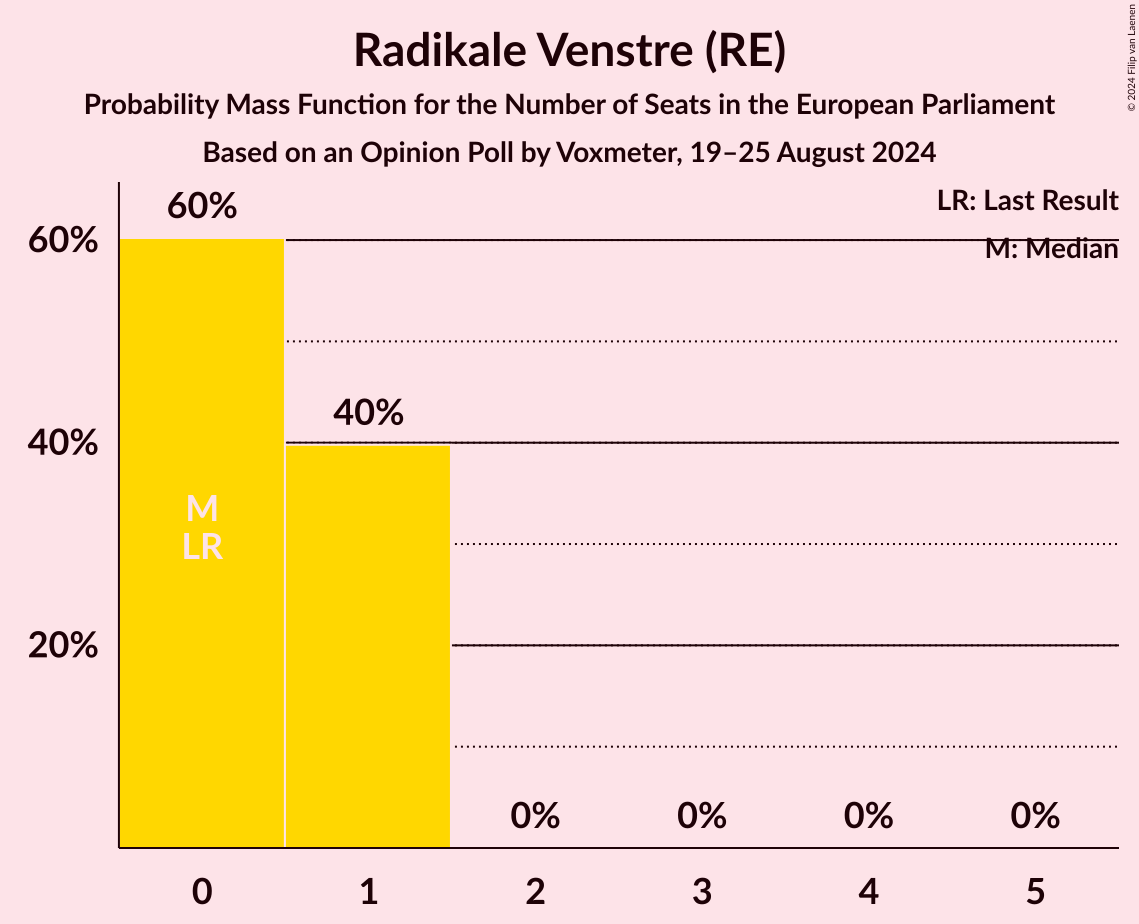 Radikale Venstre (RE)
Probability Mass Function for the Number of Seats in the European Parliament
Based on an Opinion Poll by Voxmeter, 19–25 August 2024
© 2024 Filip van Laenen
LR: Last Result
M: Median
60%
40%
20%
60%
40%
0%
0%
0%
0%
M
LR
0
1
2
3
4
5